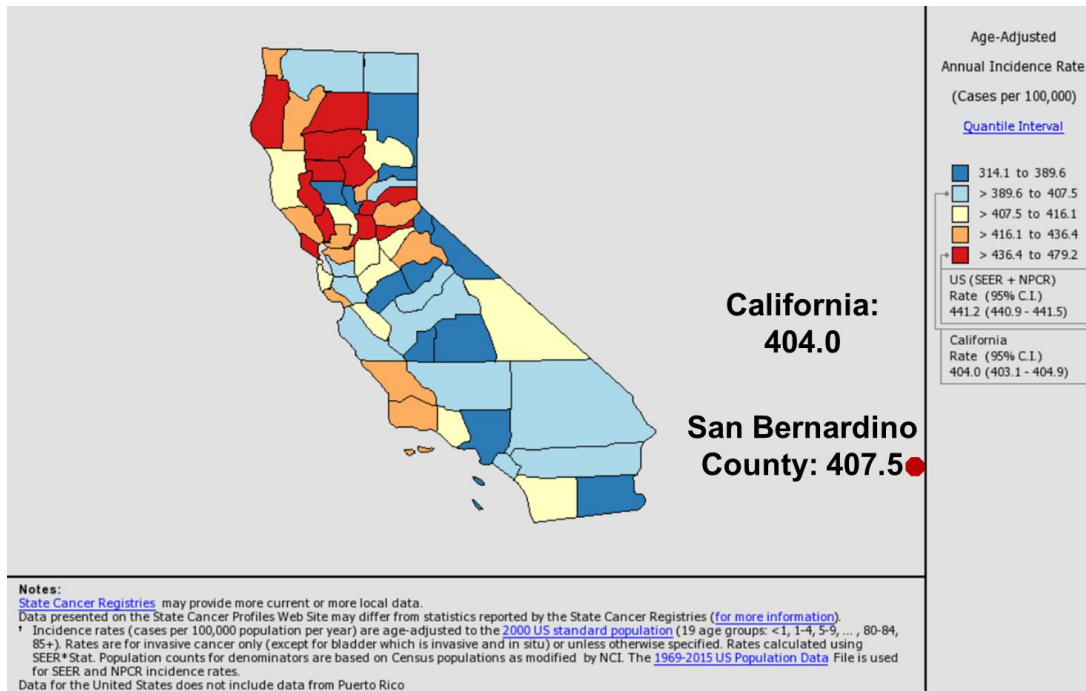 Age-Adjusted
Annual Incidence Rate
(Cases per 100,000)
Quantile Interval
314.1 to 389.6
> 389.6 to 407.5
> 407.5 to 416.1
> 416.1 to 436.4
> 436.4 to 479.2
US (SEER + NPCR)
Rate (95% C.I.)
441.2 (440.9 - 441.5)
California
Rate (95% C.I.)
404.0 (403.1 - 404.9)
California:
404.0
San Bernardino
County: 407.5
Notes:
State Cancer Registries may provide more current or more local data.
Data presented on the State Cancer Profiles Web Site may differ from statistics reported by the State Cancer Registries (for more information).
† Incidence rates (cases per 100,000 population per year) are age-adjusted to the 2000 US standard population (19 age groups: <1, 1-4, 5-9, ... , 80-84,
85+). Rates are for invasive cancer only (except for bladder which is invasive and in situ) or unless otherwise specified. Rates calculated using
SEER*Stat. Population counts for denominators are based on Census populations as modified by NCI. The 1969-2015 US Population Data File is used
for SEER and NPCR incidence rates.
Data for the United States does not include data from Puerto Rico